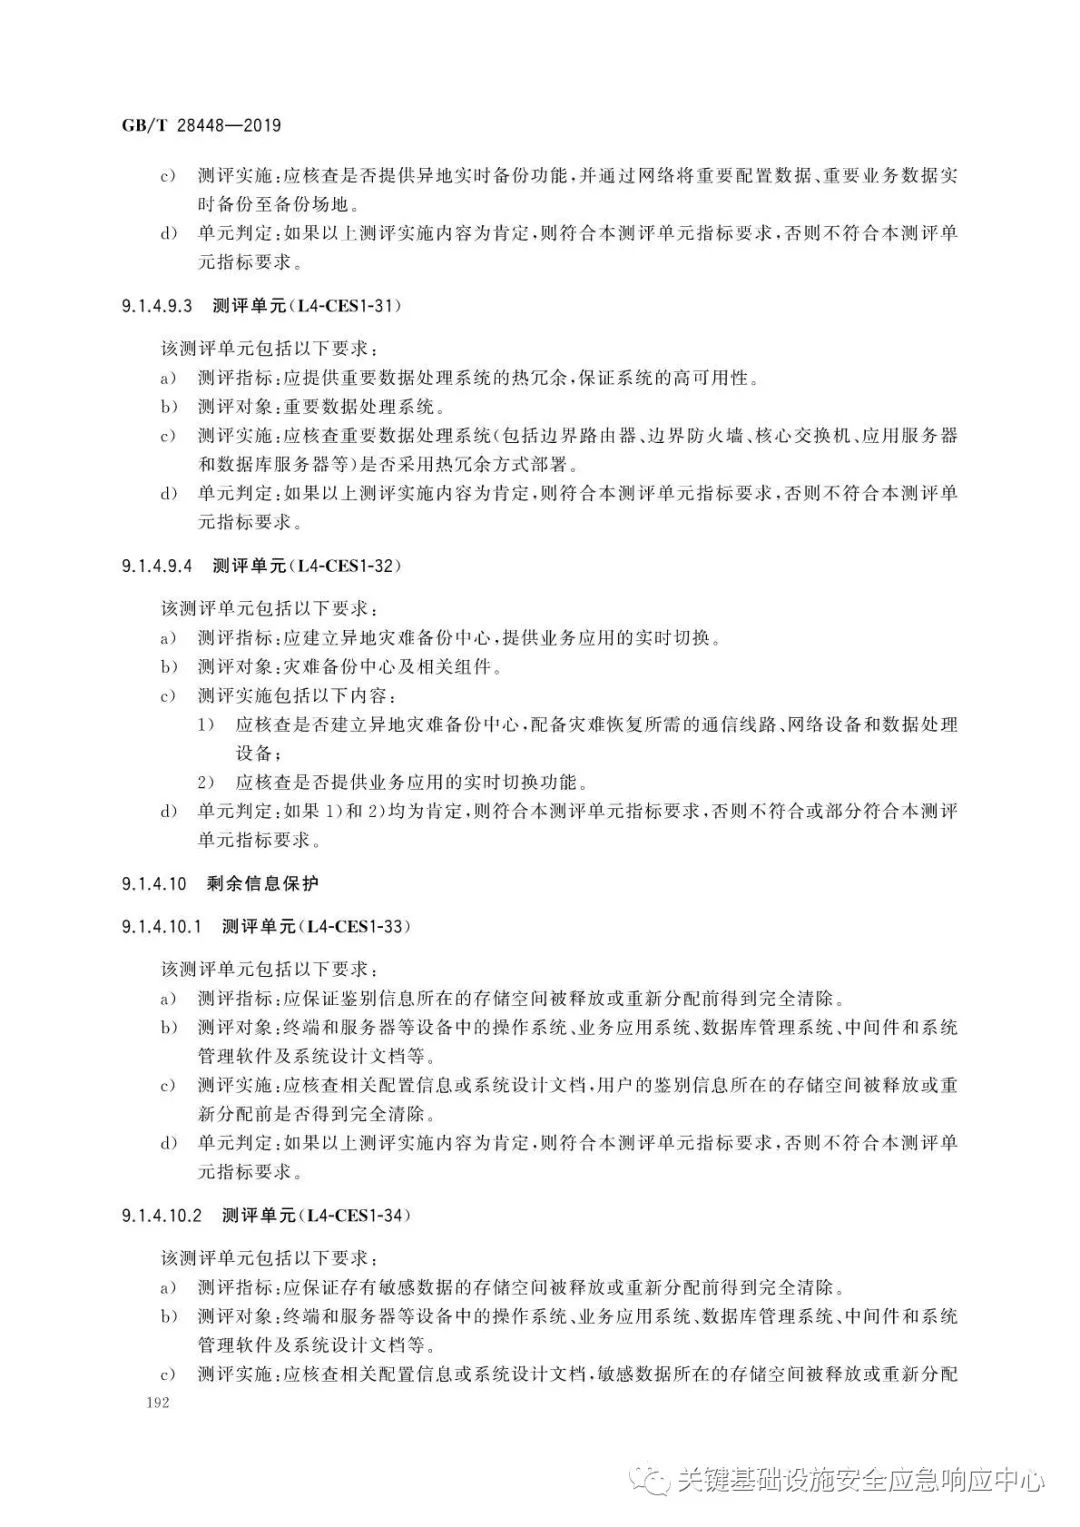 GB/T 28448—2019
c) 测评实施:应核查是否提供异地实时备份功能,并通过网络将重要配置数据、重要业务数据实
时备份至备份场地。
d) 单元判定:如果以上测评实施内容为肯定,则符合本测评单元指标要求,否则不符合本测评单
元指标要求。
9.1.4.9.3 测评单元(L4-CES1-31)
该测评单元包括以下要求:
a) 测评指标:应提供重要数据处理系统的热冗余,保证系统的高可用性。
b) 测评对象:重要数据处理系统。
c) 测评实施:应核查重要数据处理系统(包括边界路由器、边界防火墙、核心交换机、应用服务器
和数据库服务器等)是否采用热冗余方式部署。
d) 单元判定:如果以上测评实施内容为肯定,则符合本测评单元指标要求,否则不符合本测评单
元指标要求。
9.1.4.9.4 测评单元(L4-CES1-32)
该测评单元包括以下要求:
a) 测评指标:应建立异地灾难备份中心,提供业务应用的实时切换。
b) 测评对象:灾难备份中心及相关组件。
c) 测评实施包括以下内容:
1) 应核查是否建立异地灾难备份中心,配备灾难恢复所需的通信线路、网络设备和数据处理
设备;
2) 应核查是否提供业务应用的实时切换功能。
d) 单元判定:如果 1)和 2)均为肯定,则符合本测评单元指标要求,否则不符合或部分符合本测评
单元指标要求。
9.1.4.10 剩余信息保护
9.1.4.10.1 测评单元(L4-CES1-33)
该测评单元包括以下要求:
a) 测评指标:应保证鉴别信息所在的存储空间被释放或重新分配前得到完全清除。
b) 测评对象:终端和服务器等设备中的操作系统、业务应用系统、数据库管理系统、中间件和系统
管理软件及系统设计文档等。
c) 测评实施:应核查相关配置信息或系统设计文档,用户的鉴别信息所在的存储空间被释放或重
新分配前是否得到完全清除。
d) 单元判定:如果以上测评实施内容为肯定,则符合本测评单元指标要求,否则不符合本测评单
元指标要求。
9.1.4.10.2 测评单元(L4-CES1-34)
该测评单元包括以下要求:
a) 测评指标:应保证存有敏感数据的存储空间被释放或重新分配前得到完全清除。
b) 测评对象:终端和服务器等设备中的操作系统、业务应用系统、数据库管理系统、中间件和系统
管理软件及系统设计文档等。
c) 测评实施:应核查相关配置信息或系统设计文档,敏感数据所在的存储空间被释放或重新分配
192
关键基础设施安全应急响应中心